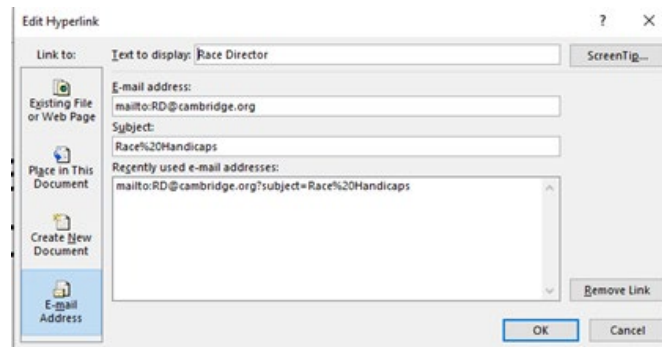 Edit Hyperlink
? ×
Link to:
Text to display: Race Director
ScreenTip...
Existing File
or Web Page
E-mail address:
mailto:RD@cambridge.org
Subject:
Race%20Handicaps
Place in This
Document
Recently used e-mail addresses:
mailto:RD@cambridge.org?subject=Race%20Handicaps
Create New
Document
E-mail
Address
Remove Link
OK
Cancel